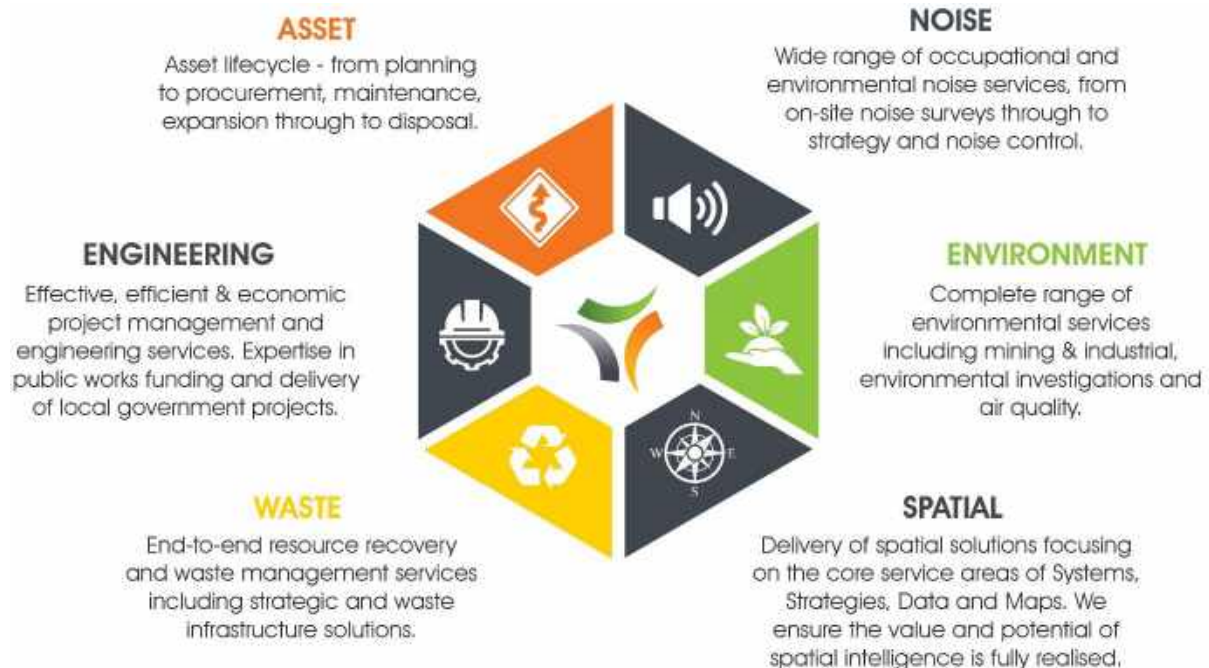 ASSET
Asset lifecycle - from planning
to procurement, maintenance,
expansion through to disposal.
NOISE
Wide range of occupational and
environmental noise services, from
on-site noise surveys through to
strategy and noise control.
ENGINEERING
Effective, efficient & economic
project management and
engineering services. Expertise in
public works funding and delivery
of local government projects.
ENVIRONMENT
Complete range of
environmental services
including mining & industrial,
environmental investigations and
air quality.
N
W E
S
WASTE
End-to-end resource recovery
and waste management services
including strategic and waste
infrastructure solutions.
SPATIAL
Delivery of spatial solutions focusing
on the core service areas of Systems,
Strategies, Data and Maps. We
ensure the value and potential of
spatial intelligence is fully realised.